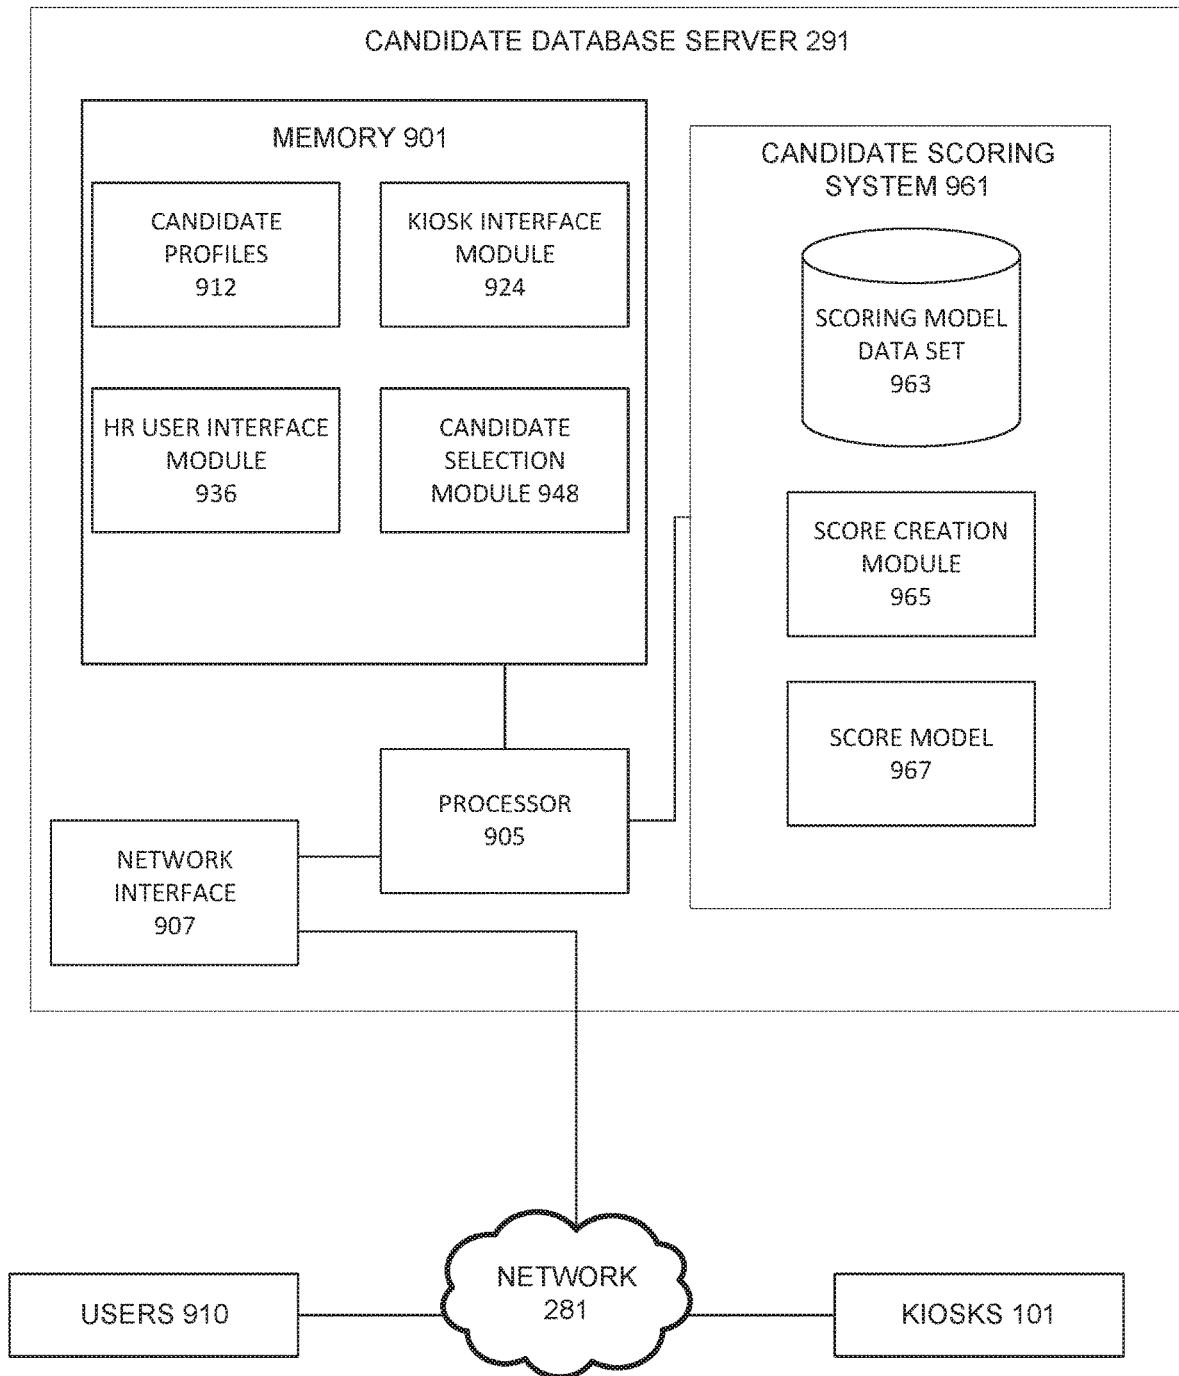 CANDIDATE DATABASE SERVER 291
MEMORY 901
CANDIDATE
PROFILES
912
KIOSK INTERFACE
MODULE
924
HR USER INTERFACE
MODULE
936
CANDIDATE
SELECTION
MODULE 948
CANDIDATE SCORING
SYSTEM 961
SCORING MODEL
DATA SET
963
SCORE CREATION
MODULE
965
SCORE MODEL
967
PROCESSOR
905
NETWORK
INTERFACE
907
NETWORK
281
USERS 910
KIOSKS 101